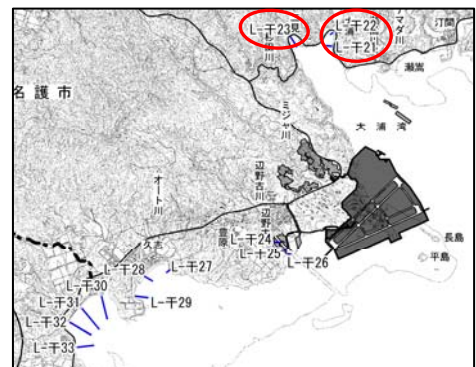 L-干23
L-干22
L-干21
汀間
瀬嵩
大浦湾
名護市
ミジャ川
オート川
辺野古川
辺野古
豊原
久志
L-干24
L-干25
L-干26
長島
平島
L-干28
L-干27
L-干30
L-干29
L-干31
L-干32
L-干33